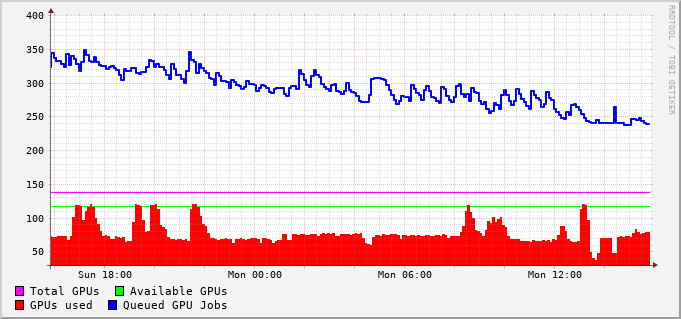 400
350
300
250
200
150
100
50
Sun 18:00 Mon 00:00 Mon 06:00 Mon 12:00
Total GPUs Available GPUs
GPUs used Queued GPU Jobs
RRDTOOL / TOBI OETIKER